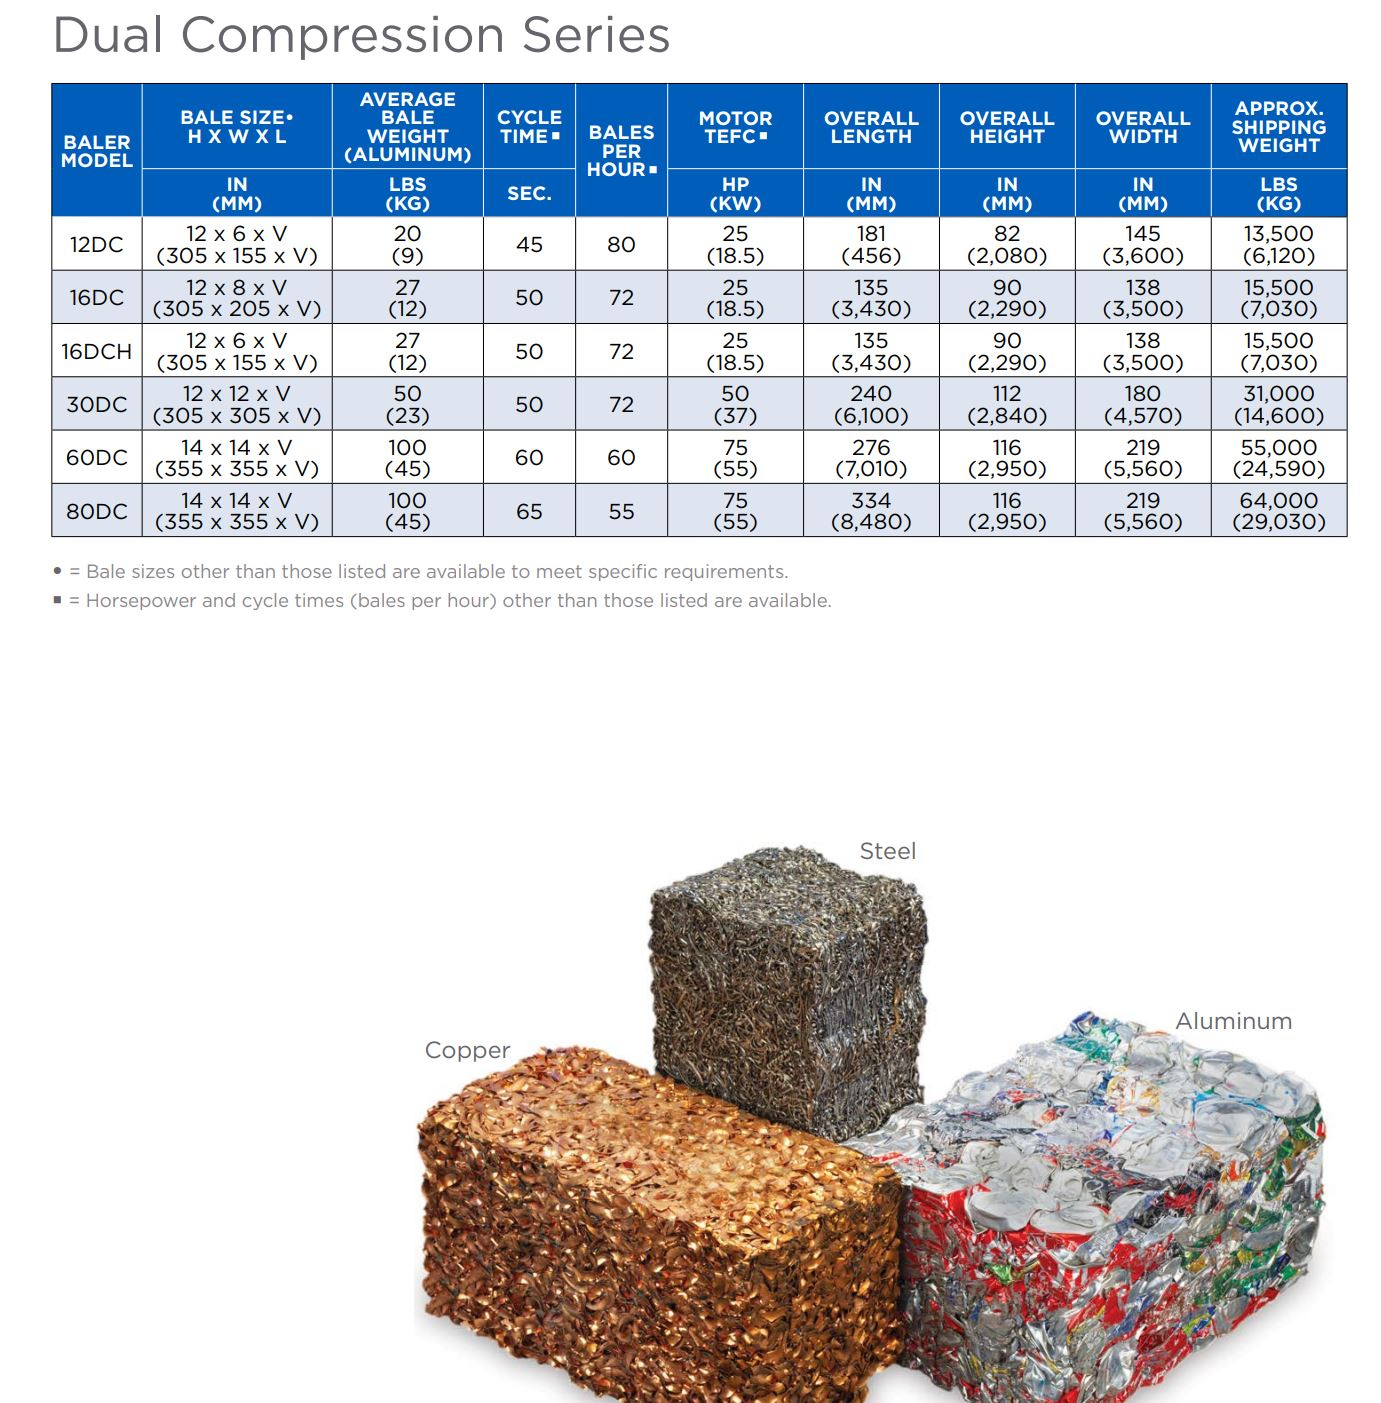 Dual Compression Series
BALER MODEL
BALE SIZE• H X W X L
AVERAGE BALE WEIGHT (ALUMINUM)
CYCLE TIME▪
BALES PER HOUR▪
MOTOR TEFC▪
OVERALL LENGTH
OVERALL HEIGHT
OVERALL WIDTH
APPROX. SHIPPING WEIGHT
IN (MM)
LBS (KG)
SEC.
HP (KW)
IN (MM)
IN (MM)
IN (MM)
LBS (KG)
12DC 12 x 6 x V (305 x 155 x V) 20 (9) 45 80 25 (18.5) 181 (456) 82 (2,080) 145 (3,600) 13,500 (6,120)
16DC 12 x 8 x V (305 x 205 x V) 27 (12) 50 72 25 (18.5) 135 (3,430) 90 (2,290) 138 (3,500) 15,500 (7,030)
16DCH 12 x 6 x V (305 x 155 x V) 27 (12) 50 72 25 (18.5) 135 (3,430) 90 (2,290) 138 (3,500) 15,500 (7,030)
30DC 12 x 12 x V (305 x 305 x V) 50 (23) 50 72 50 (37) 240 (6,100) 112 (2,840) 180 (4,570) 31,000 (14,600)
60DC 14 x 14 x V (355 x 355 x V) 100 (45) 60 60 75 (55) 276 (7,010) 116 (2,950) 219 (5,560) 55,000 (24,590)
80DC 14 x 14 x V (355 x 355 x V) 100 (45) 65 55 75 (55) 334 (8,480) 116 (2,950) 219 (5,560) 64,000 (29,030)
• = Bale sizes other than those listed are available to meet specific requirements.
▪ = Horsepower and cycle times (bales per hour) other than those listed are available.
Steel
Aluminum
Copper